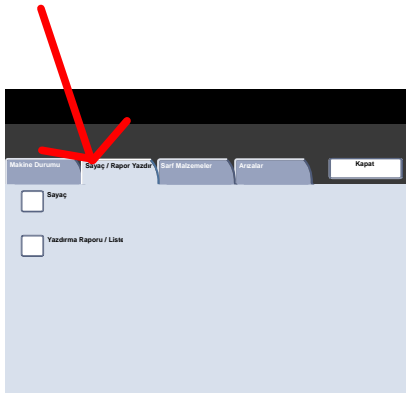 Makine Durumu
Sayaç / Rapor Yazdır
Sarf Malzemeler
Arızalar
Kapat
Sayaç
Yazdırma Raporu / Liste